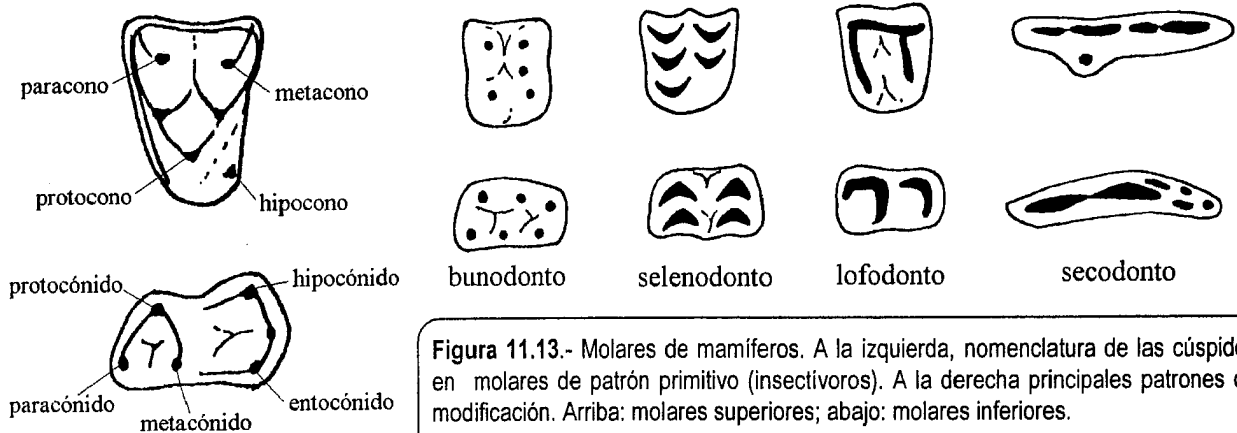 paracono
metacono
protocono
hipocono
bunodonto
selenodonto
lofodonto
secodonto
protocónido
hipocónido
paracónido
metacónido
entocónido
Figura 11.13.- Molares de mamíferos. A la izquierda, nomenclatura de las cúspide
en molares de patrón primitivo (insectívoros). A la derecha principales patrones
modificación. Arriba: molares superiores; abajo: molares inferiores.